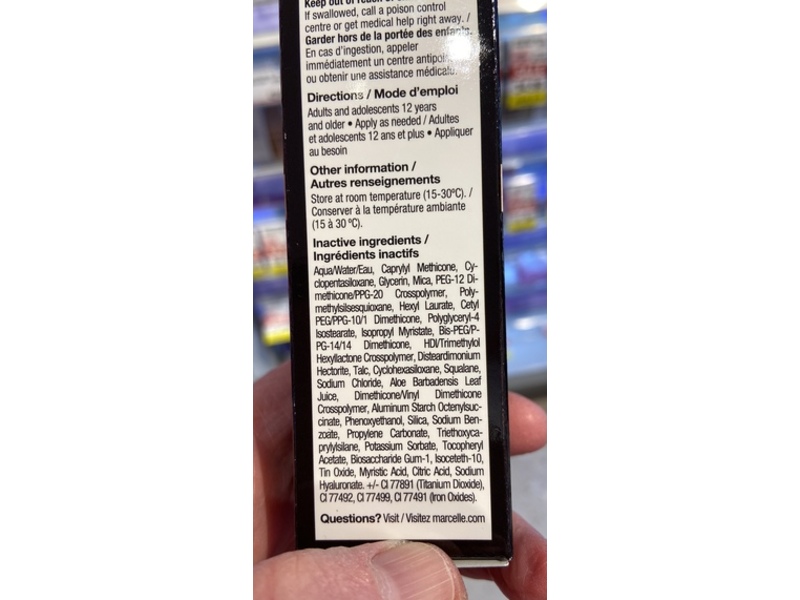 Keep out of reach of
If swallowed, call a poison control
centre or get medical help right away. /
Garder hors de la portée des enfants.
En cas d'ingestion, appeler
immédiatement un centre antipoi
ou obtenir une assistance médicale.
Directions / Mode d'emploi
Adults and adolescents 12 years
and older • Apply as needed / Adultes
et adolescents 12 ans et plus • Appliquer
au besoin
Other information /
Autres renseignements
Store at room temperature (15-30ºC). /
Conserver à la température ambiante
(15 à 30 ºC).
Inactive ingredients /
Ingrédients inactifs
Aqua/Water/Eau, Caprylyl Methicone, Cy-
clopentasiloxane, Glycerin, Mica, PEG-12 Di-
methicone/PPG-20 Crosspolymer, Poly-
methylsilsesquioxane, Hexyl Laurate, Cetyl
PEG/PPG-10/1 Dimethicone, Polyglyceryl-4
Isostearate, Isopropyl Myristate, Bis-PEG/P-
PG-14/14 Dimethicone, HDI/Trimethylol
Hexyllactone Crosspolymer, Disteardimonium
Hectorite, Talc, Cyclohexasiloxane, Squalane,
Sodium Chloride, Aloe Barbadensis Leaf
Juice, Dimethicone/Vinyl Dimethicone
Crosspolymer, Aluminum Starch Octenylsuc-
cinate, Phenoxyethanol, Silica, Sodium Ben-
zoate, Propylene Carbonate, Triethoxyca-
prylylsilane, Potassium Sorbate, Tocopheryl
Acetate, Biosaccharide Gum-1, Isoceteth-10,
Tin Oxide, Myristic Acid, Citric Acid, Sodium
Hyaluronate. +/- CI 77891 (Titanium Dioxide),
CI 77492, CI 77499, CI 77491 (Iron Oxides).
Questions? Visit / Visitez marcelle.com